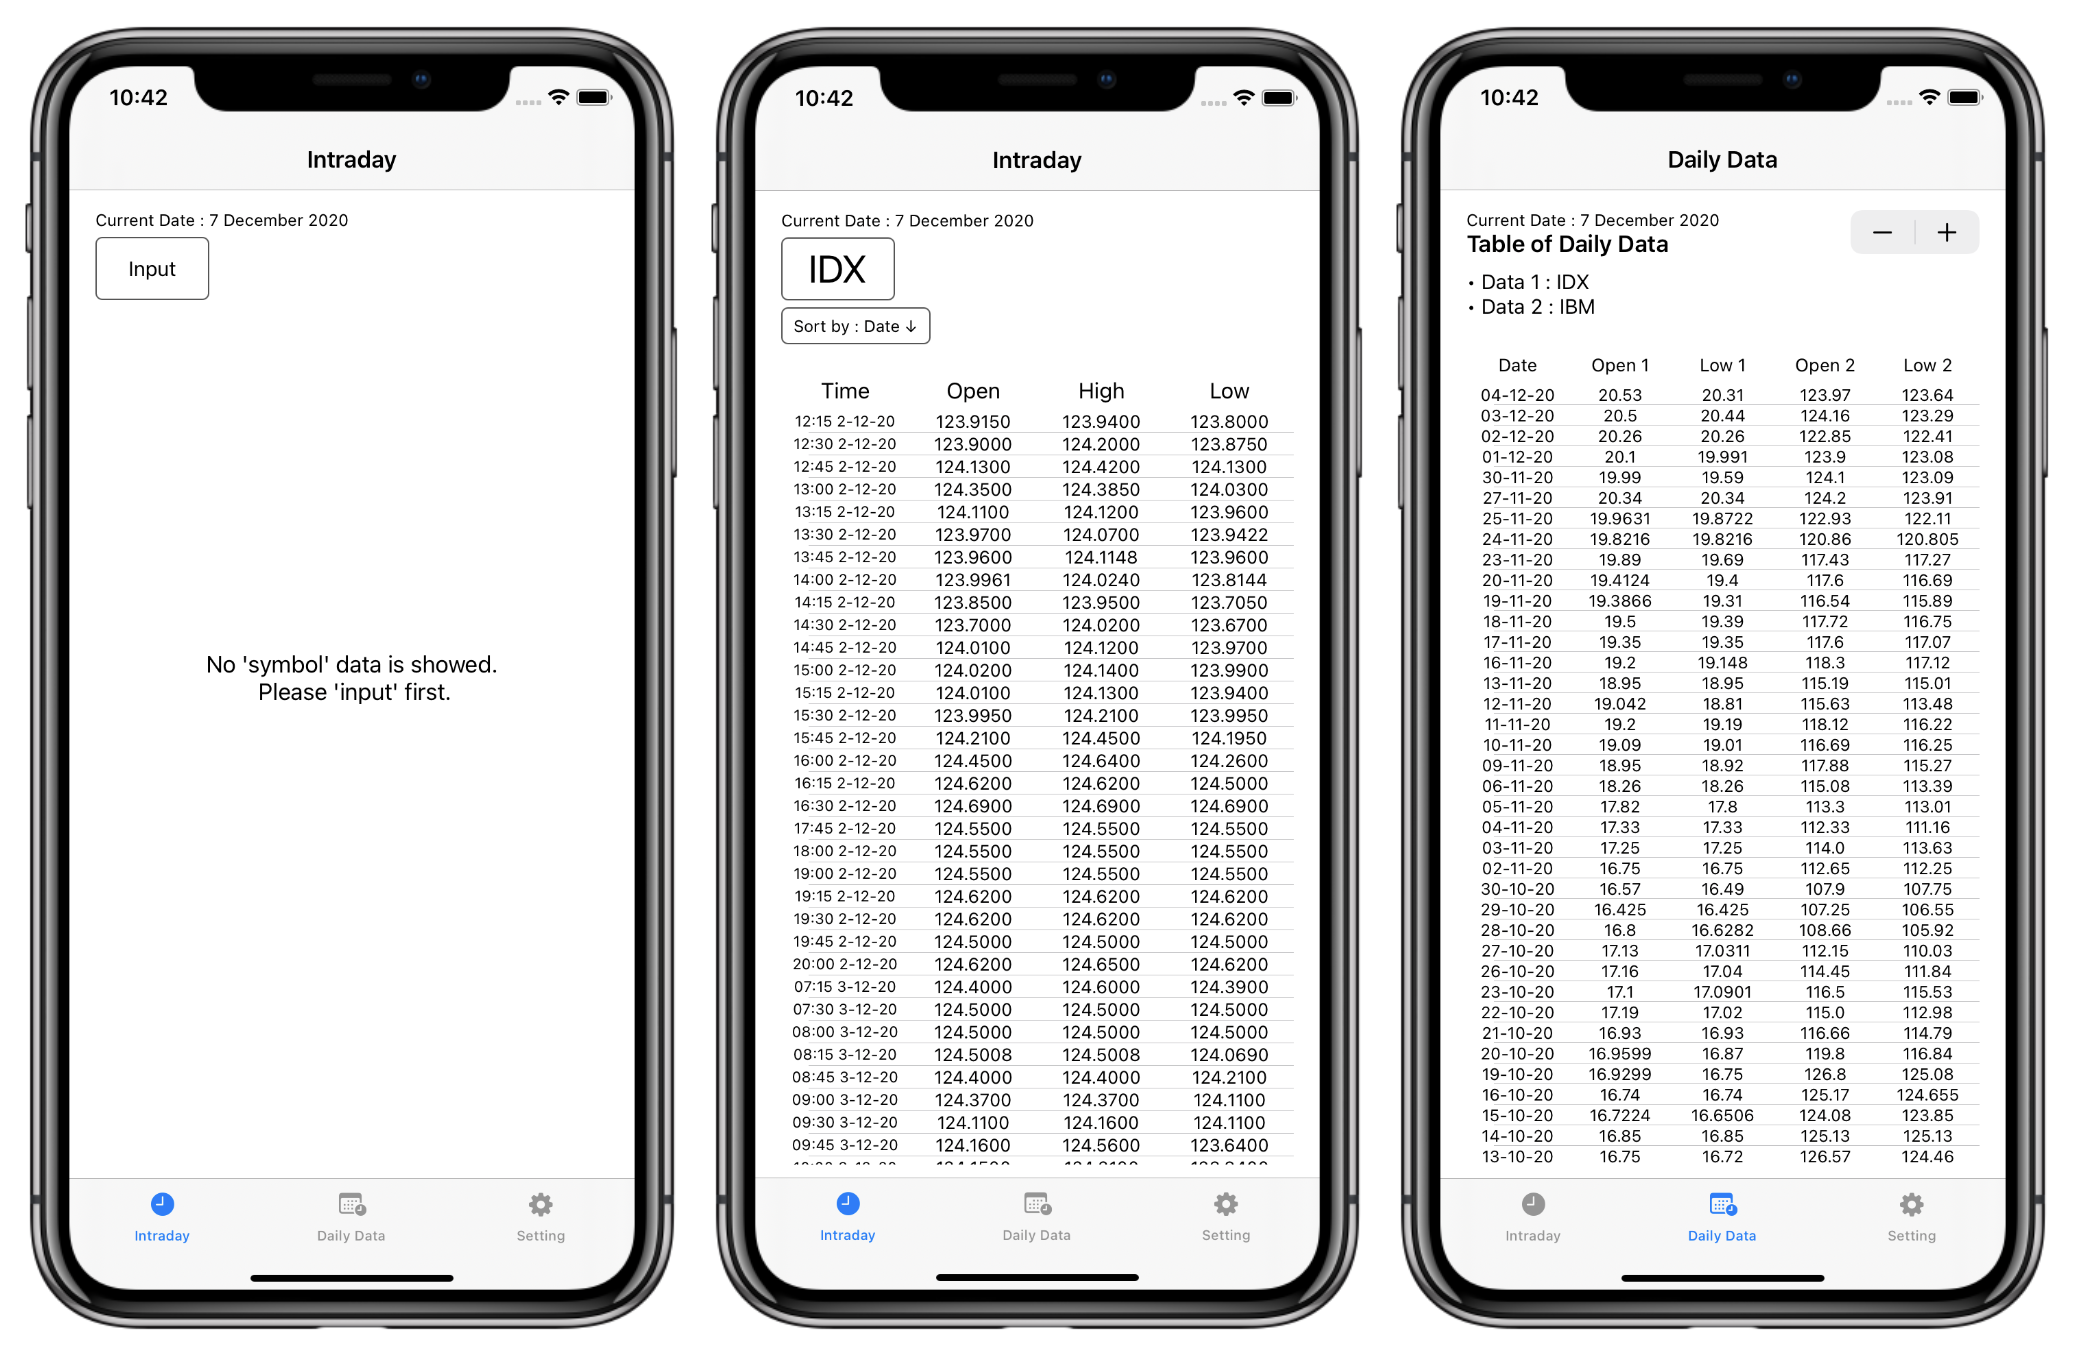 10:42
Intraday
Current Date : 7 December 2020
Input
No 'symbol' data is showed.
Please 'input' first.
Intraday Daily Data Setting
10:42
Intraday
Current Date : 7 December 2020
IDX
Sort by : Date ↓
Time Open High Low
12:15 2-12-20 123.9150 123.9400 123.8000
12:30 2-12-20 123.9000 124.2000 123.8750
12:45 2-12-20 124.1300 124.4200 124.1300
13:00 2-12-20 124.3500 124.3850 124.0300
13:15 2-12-20 124.1100 124.1200 123.9600
13:30 2-12-20 123.9700 124.0700 123.9422
13:45 2-12-20 123.9600 124.1148 123.9600
14:00 2-12-20 123.9961 124.0240 123.8144
14:15 2-12-20 123.8500 123.9500 123.7050
14:30 2-12-20 123.7000 124.0200 123.6700
14:45 2-12-20 124.0100 124.1200 123.9700
15:00 2-12-20 124.0200 124.1400 123.9900
15:15 2-12-20 124.0100 124.1300 123.9400
15:30 2-12-20 123.9950 124.2100 123.9950
15:45 2-12-20 124.2100 124.4500 124.1950
16:00 2-12-20 124.4500 124.6400 124.2600
16:15 2-12-20 124.6200 124.6200 124.5000
16:30 2-12-20 124.6900 124.6900 124.6900
17:45 2-12-20 124.5500 124.5500 124.5500
18:00 2-12-20 124.5500 124.5500 124.5500
19:00 2-12-20 124.5500 124.5500 124.5500
19:15 2-12-20 124.6200 124.6200 124.6200
19:30 2-12-20 124.6200 124.6200 124.6200
19:45 2-12-20 124.5000 124.5000 124.5000
20:00 2-12-20 124.6200 124.6500 124.6200
07:15 3-12-20 124.4000 124.6000 124.3900
07:30 3-12-20 124.5000 124.5000 124.5000
08:00 3-12-20 124.5000 124.5000 124.5000
08:15 3-12-20 124.5008 124.5008 124.0690
08:45 3-12-20 124.4000 124.4000 124.2100
09:00 3-12-20 124.3700 124.3700 124.1100
09:30 3-12-20 124.1100 124.1600 124.1100
09:45 3-12-20 124.1600 124.5600 123.6400
Intraday Daily Data Setting
10:42
Daily Data
Current Date : 7 December 2020
Table of Daily Data
− +
• Data 1 : IDX
• Data 2 : IBM
Date Open 1 Low 1 Open 2 Low 2
04-12-20 20.53 20.31 123.97 123.64
03-12-20 20.5 20.44 124.16 123.29
02-12-20 20.26 20.26 122.85 122.41
01-12-20 20.1 19.991 123.9 123.08
30-11-20 19.99 19.59 124.1 123.09
27-11-20 20.34 20.34 124.2 123.91
25-11-20 19.9631 19.8722 122.93 122.11
24-11-20 19.8216 19.8216 120.86 120.805
23-11-20 19.89 19.69 117.43 117.27
20-11-20 19.4124 19.4 117.6 116.69
19-11-20 19.3866 19.31 116.54 115.89
18-11-20 19.5 19.39 117.72 116.75
17-11-20 19.35 19.35 117.6 117.07
16-11-20 19.2 19.148 118.3 117.12
13-11-20 18.95 18.95 115.19 115.01
12-11-20 19.042 18.81 115.63 113.48
11-11-20 19.2 19.19 118.12 116.22
10-11-20 19.09 19.01 116.69 116.25
09-11-20 18.95 18.92 117.88 115.27
06-11-20 18.26 18.26 115.08 113.39
05-11-20 17.82 17.8 113.3 113.01
04-11-20 17.33 17.33 112.33 111.16
03-11-20 17.25 17.25 114.0 113.63
02-11-20 16.75 16.75 112.65 112.25
30-10-20 16.57 16.49 107.9 107.75
29-10-20 16.425 16.425 107.25 106.55
28-10-20 16.8 16.6282 108.66 105.92
27-10-20 17.13 17.0311 112.15 110.03
26-10-20 17.16 17.04 114.45 111.84
23-10-20 17.1 17.0901 116.5 115.53
22-10-20 17.19 17.02 115.0 112.98
21-10-20 16.93 16.93 116.66 114.79
20-10-20 16.9599 16.87 119.8 116.84
19-10-20 16.9299 16.75 126.8 125.08
16-10-20 16.74 16.74 125.17 124.655
15-10-20 16.7224 16.6506 124.08 123.85
14-10-20 16.85 16.85 125.13 125.13
13-10-20 16.75 16.72 126.57 124.46
Intraday Daily Data Setting